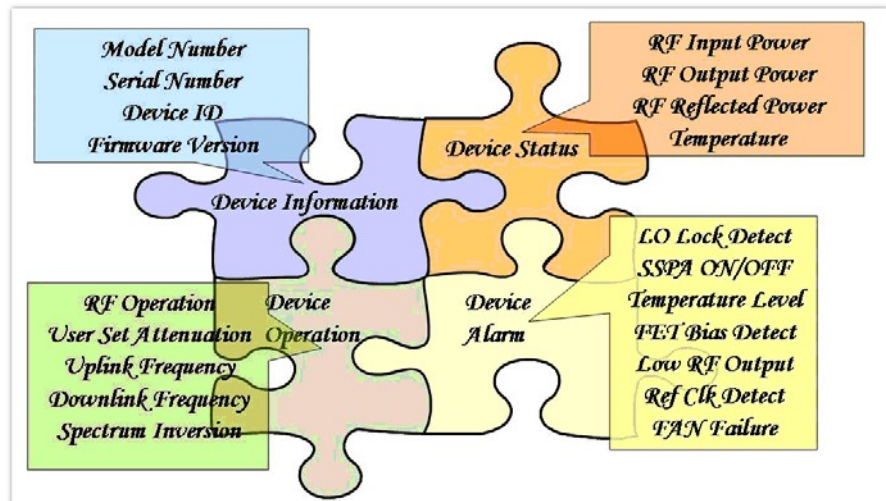 Model Number
Serial Number
Device ID
Firmware Version
Device Information
RF Input Power
RF Output Power
RF Reflected Power
Temperature
Device Status
RF Operation
User Set Attenuation
Uplink Frequency
Downlink Frequency
Spectrum Inversion
Device
Operation
LO Lock Detect
SSPA ON/OFF
Temperature Level
FET Bias Detect
Low RF Output
Ref Clk Detect
FAN Failure
Device
Alarm